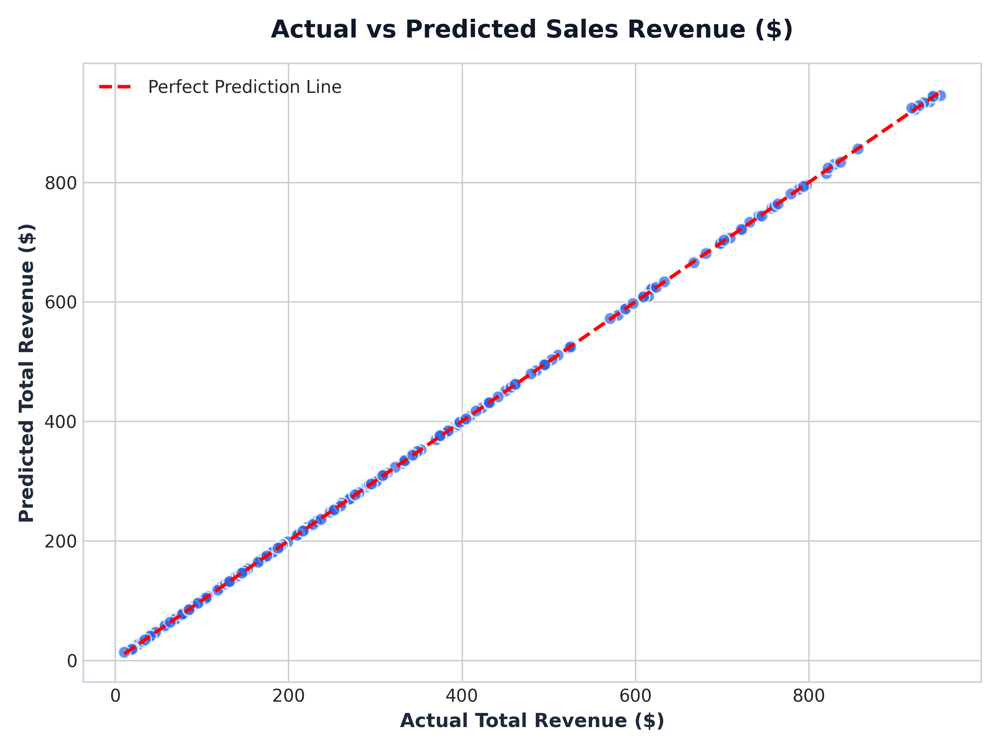 Actual vs Predicted Sales Revenue ($)
Perfect Prediction Line
Predicted Total Revenue ($)
800
600
400
200
0
0 200 400 600 800
Actual Total Revenue ($)